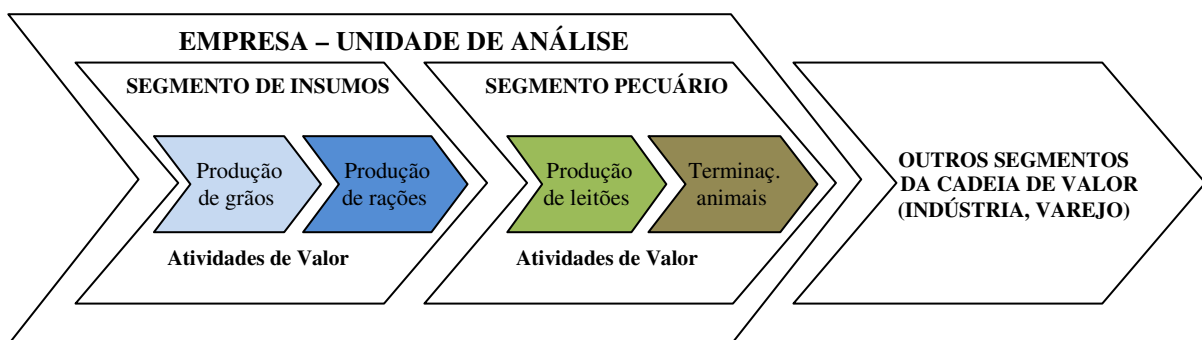 EMPRESA – UNIDADE DE ANÁLISE
SEGMENTO DE INSUMOS
Produção
de grãos
Produção
de rações
Atividades de Valor
SEGMENTO PECUÁRIO
Produção
de leitões
Terminaç.
animais
Atividades de Valor
OUTROS SEGMENTOS
DA CADEIA DE VALOR
(INDÚSTRIA, VAREJO)